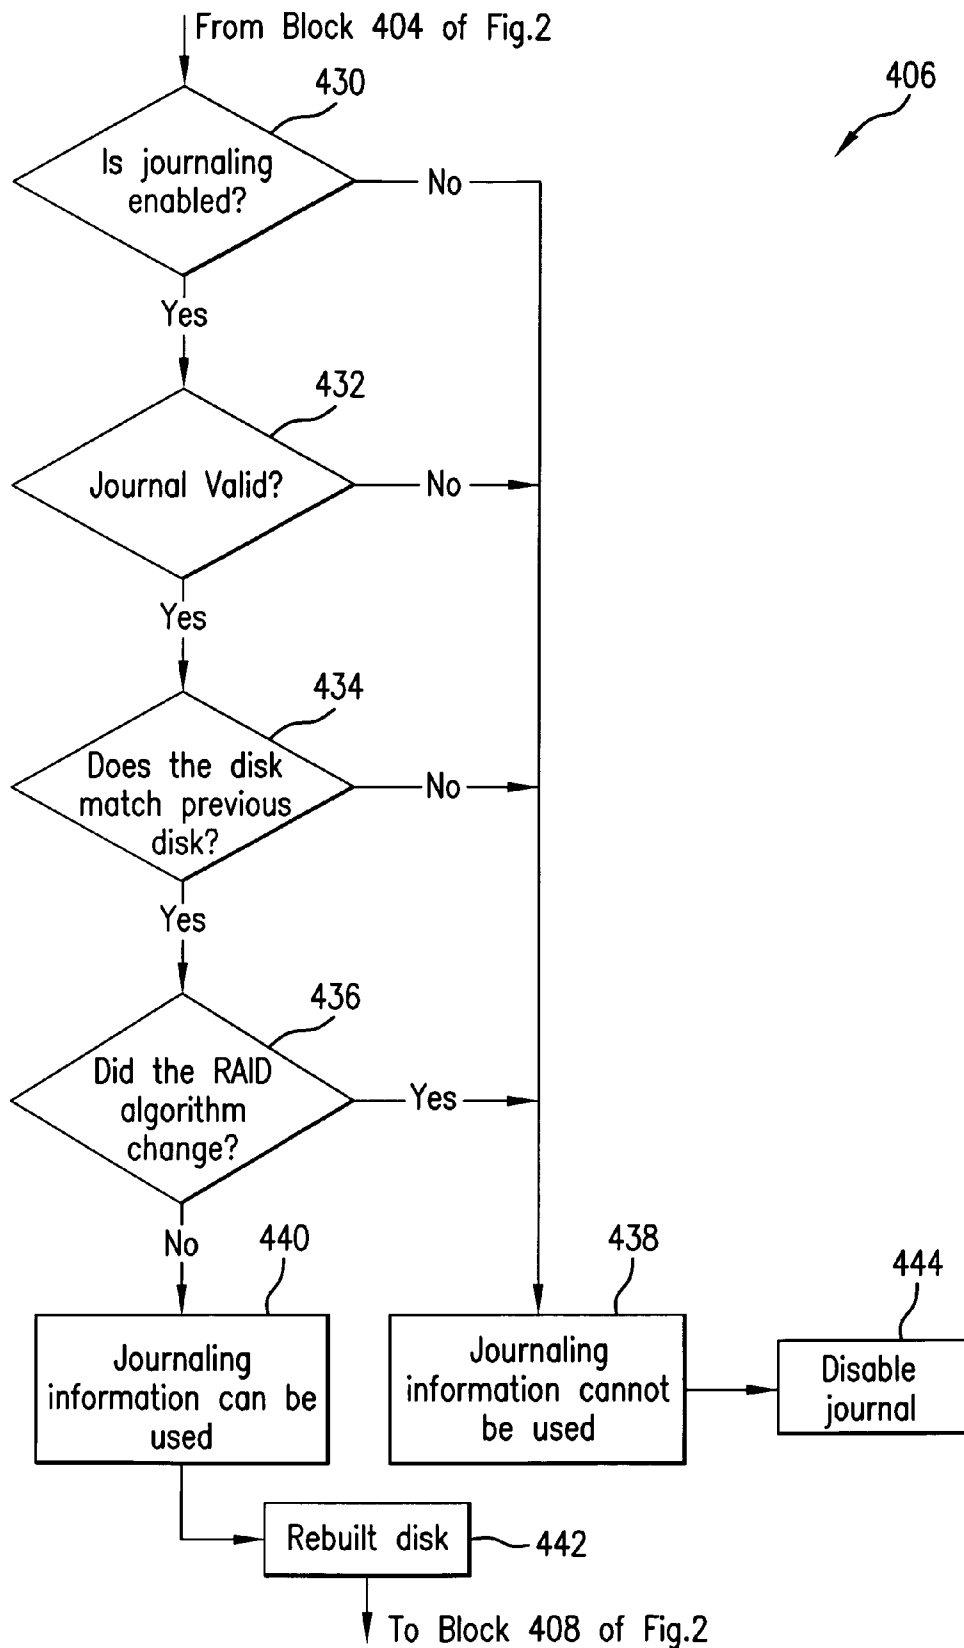 From Block 404 of Fig.2
430
406
Is journaling
enabled?
No
Yes
432
Journal Valid?
No
Yes
434
Does the disk
match previous
disk?
No
Yes
436
Did the RAID
algorithm
change?
Yes
No
440
438
444
Journaling
information can be
used
Journaling
information cannot
be used
Disable
journal
Rebuilt disk
442
To Block 408 of Fig.2